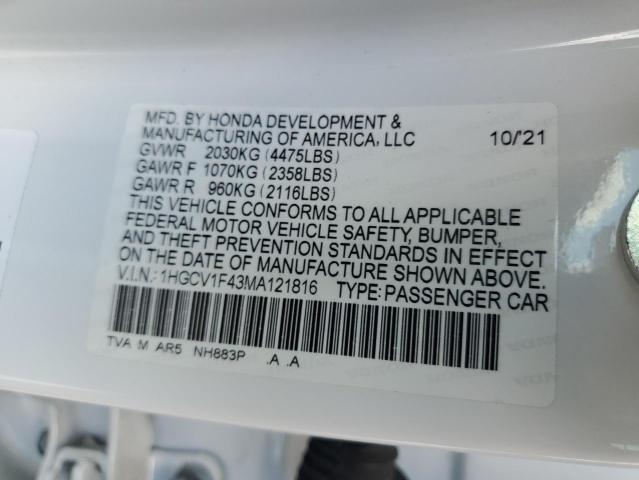 MFD. BY HONDA DEVELOPMENT &
MANUFACTURING OF AMERICA, LLC 10/'21
GVWR 2030KG (4475LBS)
GAWR F 1070KG (2358LBS)
GAWR R 960KG (2116LBS)
THIS VEHICLE CONFORMS TO ALL APPLICABLE
FEDERAL MOTOR VEHICLE SAFETY, BUMPER,
AND THEFT PREVENTION STANDARDS IN EFFECT
ON THE DATE OF MANUFACTURE SHOWN ABOVE.
V.I.N.: 1HGCV1F43MA121816 TYPE: PASSENGER CAR
TVA M AR5 NH883P .A .A